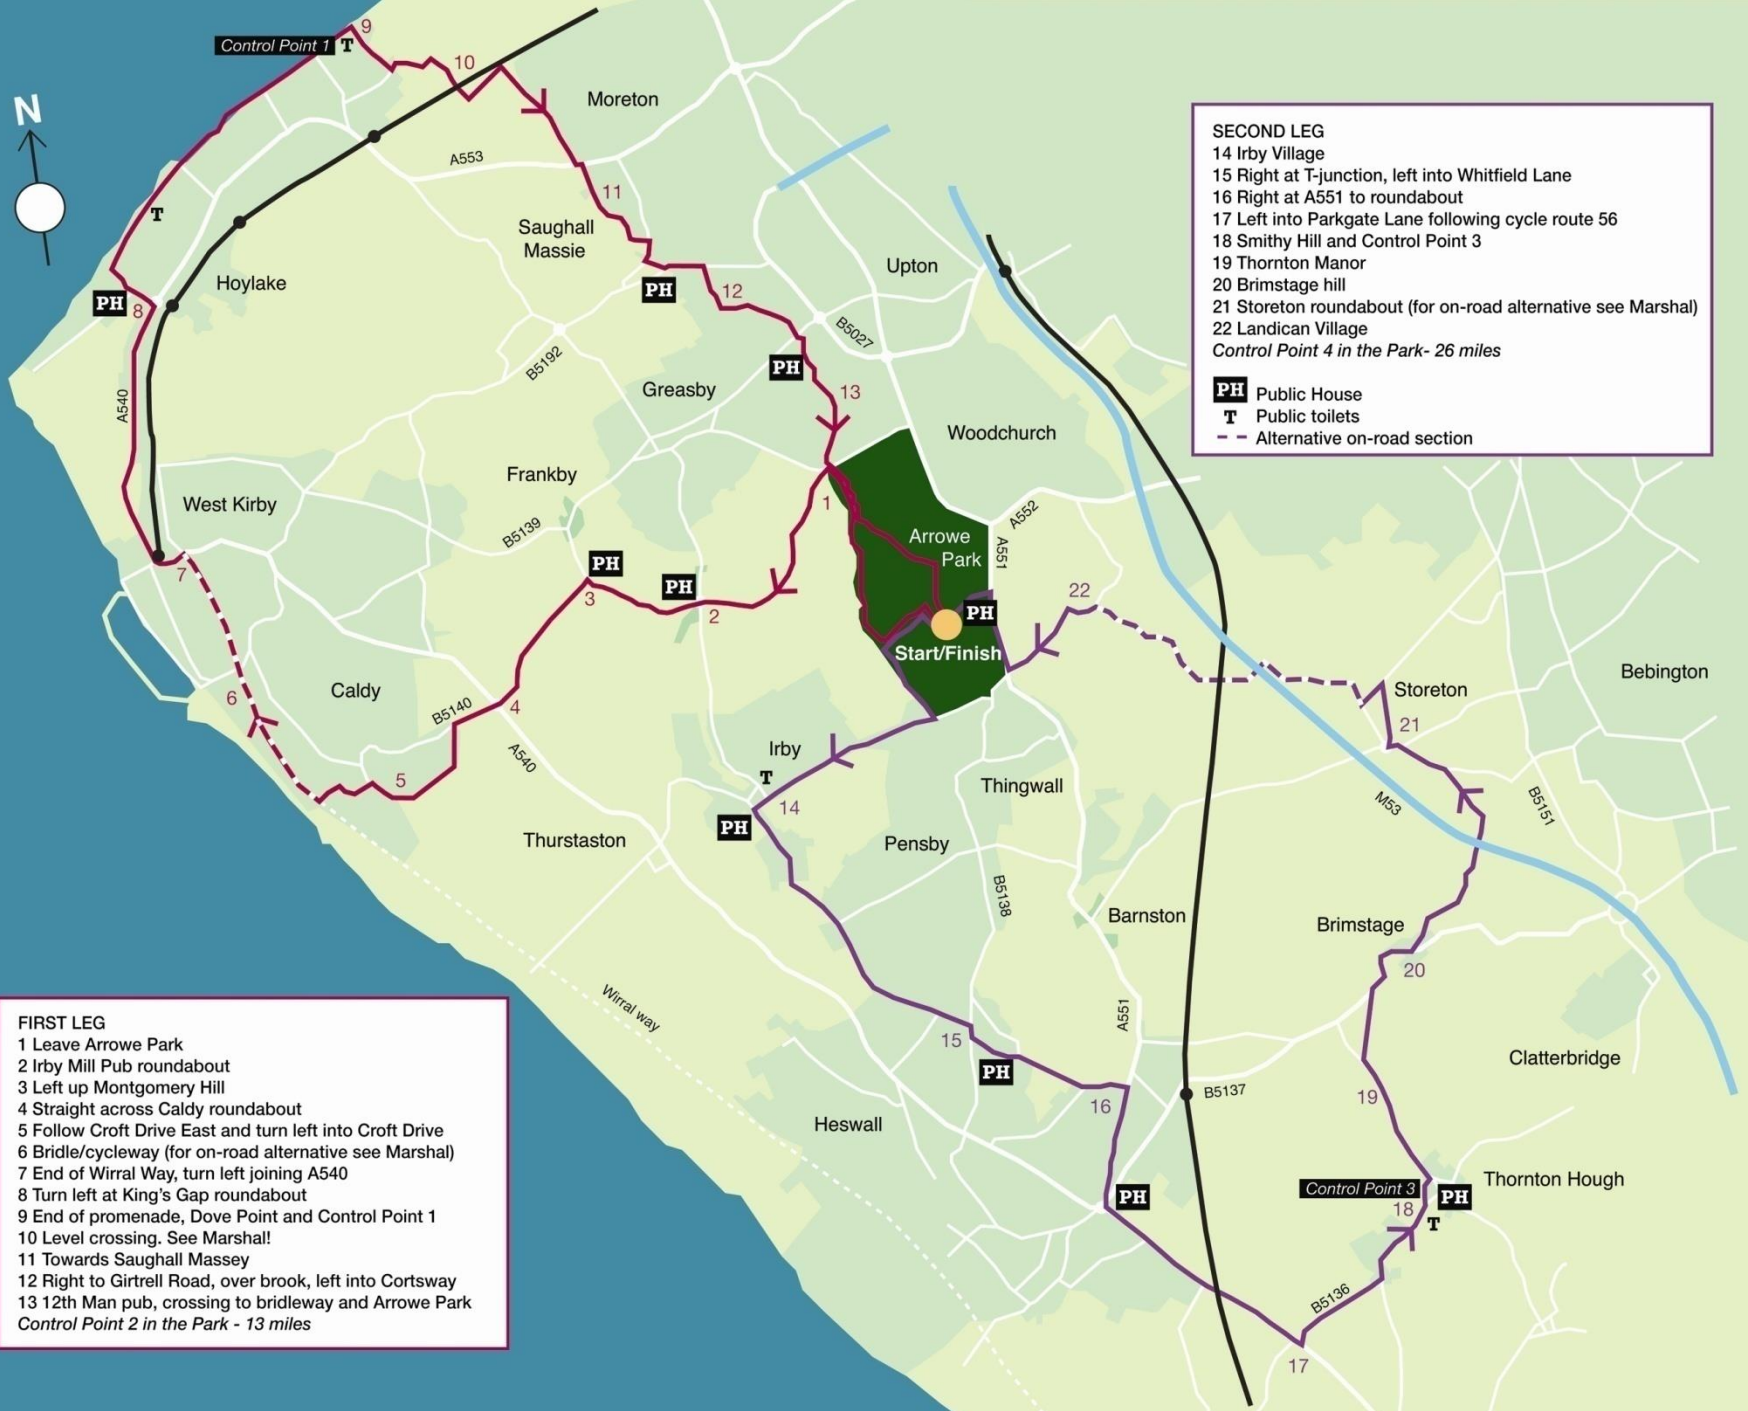 9
Control Point 1 T
10
Moreton
N
A553
11
T
Saughall
Massie
Upton
Hoylake
PH
PH
8
12
B5027
B5192
PH
Greasby
13
A540
Woodchurch
Frankby
West Kirby
1
A552
B5139
Arrowe
Park
A551
PH
7
PH
3
2
22
PH
Start/Finish
Bebington
6
Caldy
Storeton
B5140
4
21
A540
Irby
T
5
Thingwall
14
M53
B5151
PH
Thurstaston
Pensby
B5138
Barnston
Brimstage
20
Wirral way
A551
15
PH
Clatterbridge
B5137
16
19
Heswall
Thornton Hough
Control Point 3
PH
PH
18
T
B5136
17
SECOND LEG
14 Irby Village
15 Right at T-junction, left into Whitfield Lane
16 Right at A551 to roundabout
17 Left into Parkgate Lane following cycle route 56
18 Smithy Hill and Control Point 3
19 Thornton Manor
20 Brimstage hill
21 Storeton roundabout (for on-road alternative see Marshal)
22 Landican Village
Control Point 4 in the Park- 26 miles
PH Public House
T Public toilets
Alternative on-road section
FIRST LEG
1 Leave Arrowe Park
2 Irby Mill Pub roundabout
3 Left up Montgomery Hill
4 Straight across Caldy roundabout
5 Follow Croft Drive East and turn left into Croft Drive
6 Bridle/cycleway (for on-road alternative see Marshal)
7 End of Wirral Way, turn left joining A540
8 Turn left at King's Gap roundabout
9 End of promenade, Dove Point and Control Point 1
10 Level crossing. See Marshal!
11 Towards Saughall Massey
12 Right to Girtrell Road, over brook, left into Cortsway
13 12th Man pub, crossing to bridleway and Arrowe Park
Control Point 2 in the Park - 13 miles